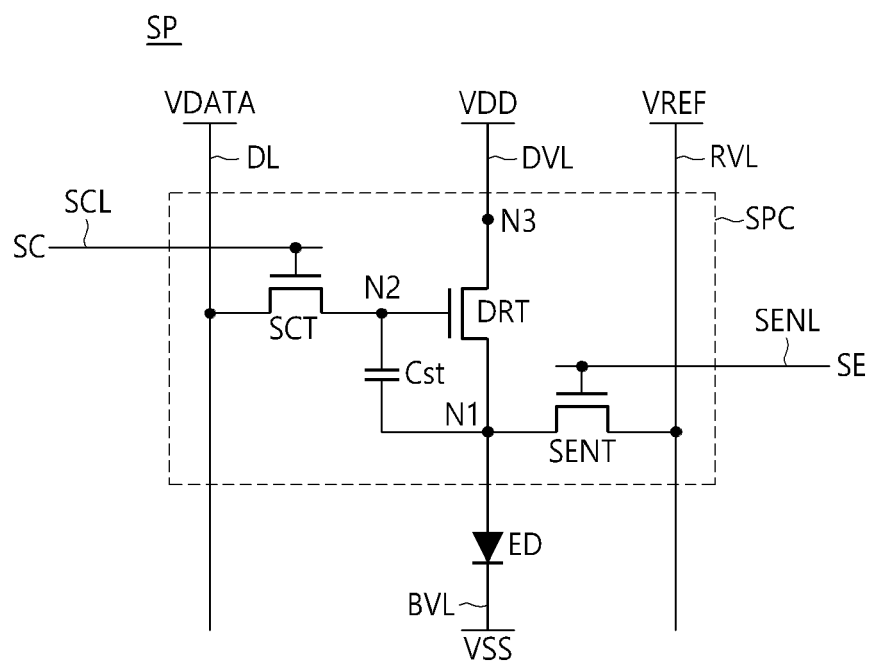 SP
VDATA
VDD
VREF
DL
DVL
RVL
SCL
N3
SPC
SC
N2
DRT
SCT
SENL
Cst
SE
N1
SENT
ED
BVL
VSS